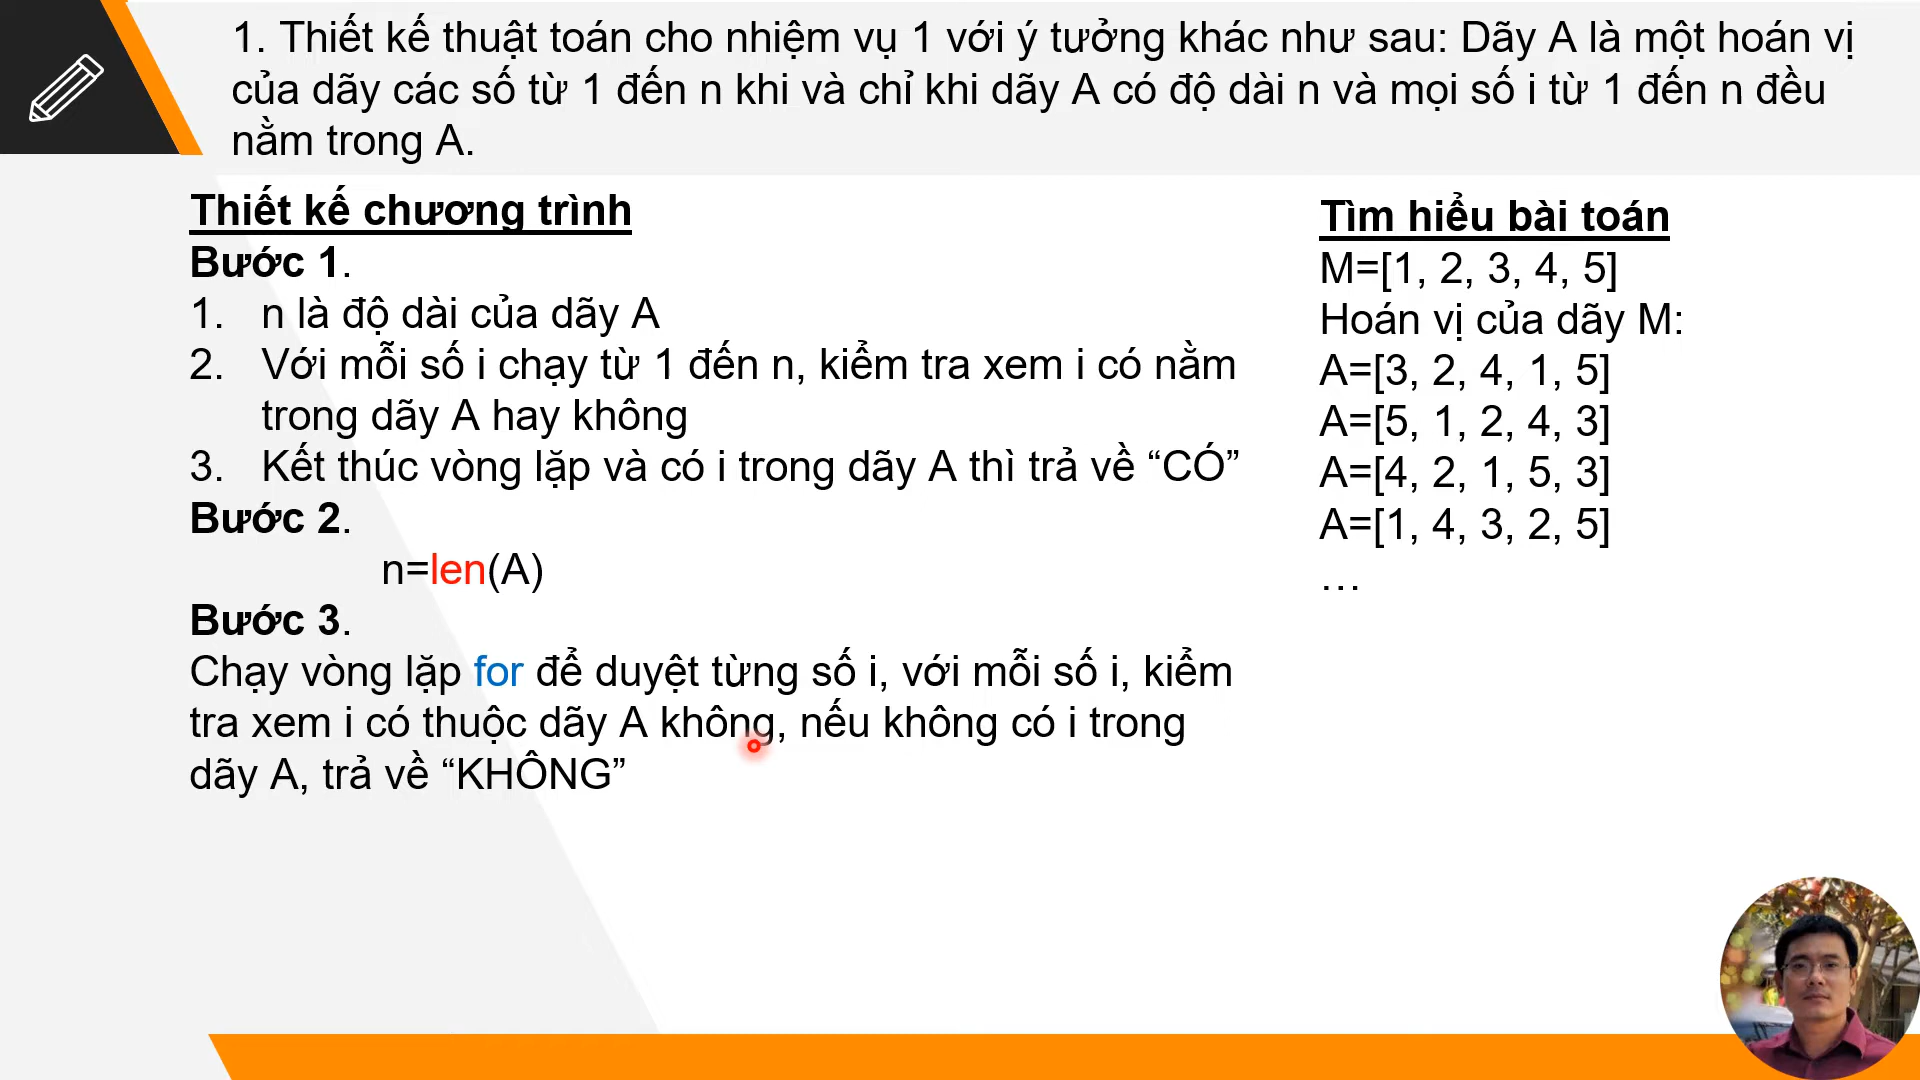 1. Thiết kế thuật toán cho nhiệm vụ 1 với ý tưởng khác như sau: Dãy A là một hoán vị
của dãy các số từ 1 đến n khi và chỉ khi dãy A có độ dài n và mọi số i từ 1 đến n đều
nằm trong A.
Thiết kế chương trình
Bước 1.
1. n là độ dài của dãy A
2. Với mỗi số i chạy từ 1 đến n, kiểm tra xem i có nằm
trong dãy A hay không
3. Kết thúc vòng lặp và có i trong dãy A thì trả về “CÓ”
Bước 2.
n=len(A)
Bước 3.
Chạy vòng lặp for để duyệt từng số i, với mỗi số i, kiểm
tra xem i có thuộc dãy A không, nếu không có i trong
dãy A, trả về “KHÔNG”
Tìm hiểu bài toán
M=[1, 2, 3, 4, 5]
Hoán vị của dãy M:
A=[3, 2, 4, 1, 5]
A=[5, 1, 2, 4, 3]
A=[4, 2, 1, 5, 3]
A=[1, 4, 3, 2, 5]
…